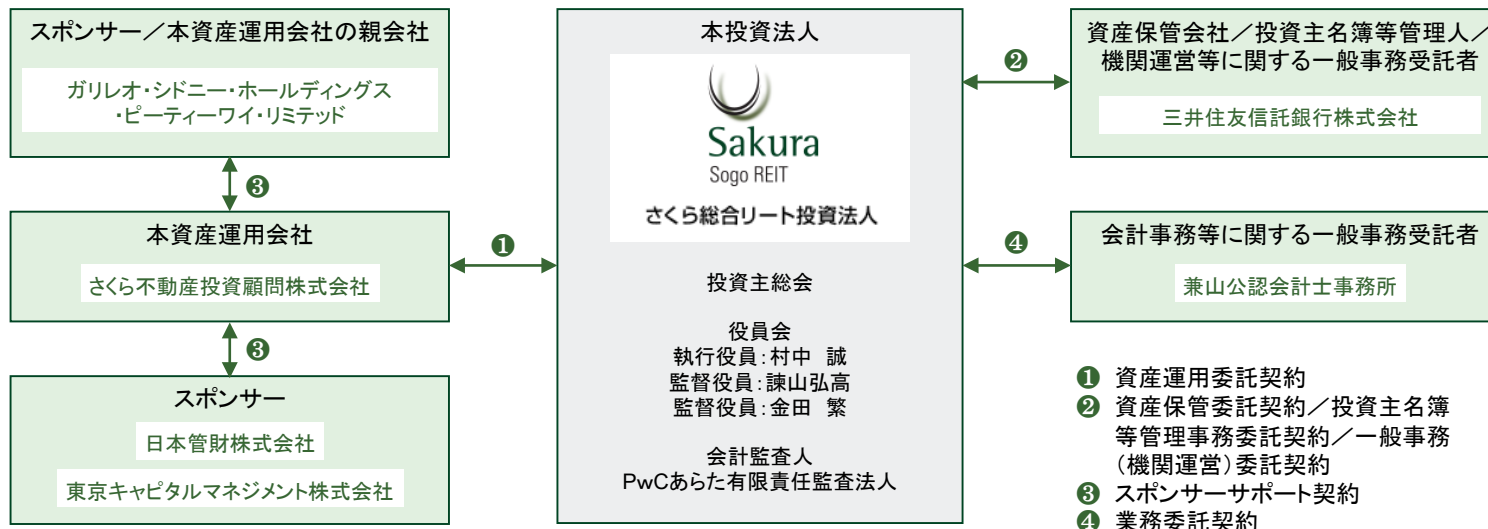 スポンサー／本資産運用会社の親会社
ガリレオ・シドニー・ホールディングス
・ピーティーワイ・リミテッド
❸
本資産運用会社
さくら不動産投資顧問株式会社
❸
スポンサー
日本管財株式会社
東京キャピタルマネジメント株式会社
❶
本投資法人
Sakura
Sogo REIT
さくら総合リート投資法人
投資主総会
役員会
執行役員：村中 誠
監督役員：諫山弘高
監督役員：金田 繁
会計監査人
PwCあらた有限責任監査法人
❷
資産保管会社／投資主名簿等管理人／
機関運営等に関する一般事務受託者
三井住友信託銀行株式会社
❹
会計事務等に関する一般事務受託者
兼山公認会計士事務所
❶ 資産運用委託契約
❷ 資産保管委託契約／投資主名簿
等管理事務委託契約／一般事務
（機関運営）委託契約
❸ スポンサーサポート契約
❹ 業務委託契約